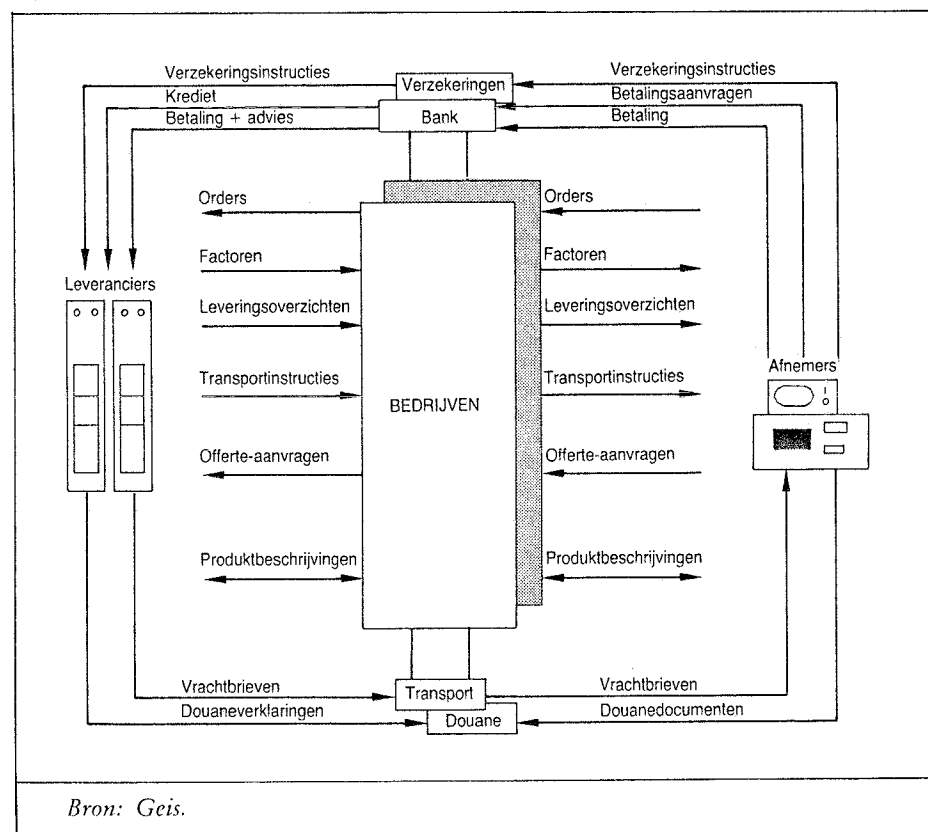 Verzekeringsinstructies
Verzekeringen
Verzekeringsinstructies
Krediet
Betalingsaanvragen
Betaling + advies
Bank
Betaling
Orders
Orders
Factoren
Factoren
Leveranciers
Leveringsoverzichten
Leveringsoverzichten
Transportinstructies
Transportinstructies
Afnemers
BEDRIJVEN
Offerte-aanvragen
Offerte-aanvragen
Produktbeschrijvingen
Produktbeschrijvingen
Vrachtbrieven
Transport
Vrachtbrieven
Douaneverklaringen
Douane
Douanedocumenten
Bron: Geis.